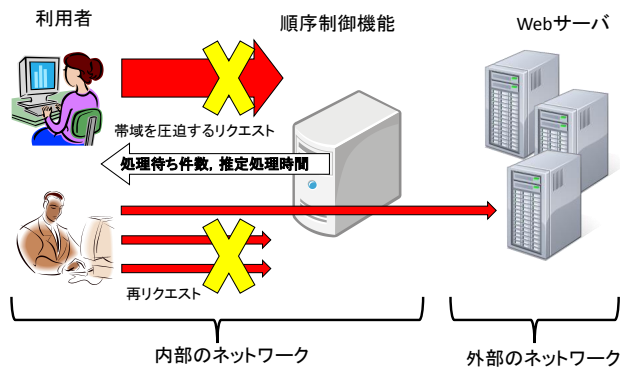 利用者
順序制御機能
Webサーバ
帯域を圧迫するリクエスト
処理待ち件数，推定処理時間
再リクエスト
内部のネットワーク
外部のネットワーク